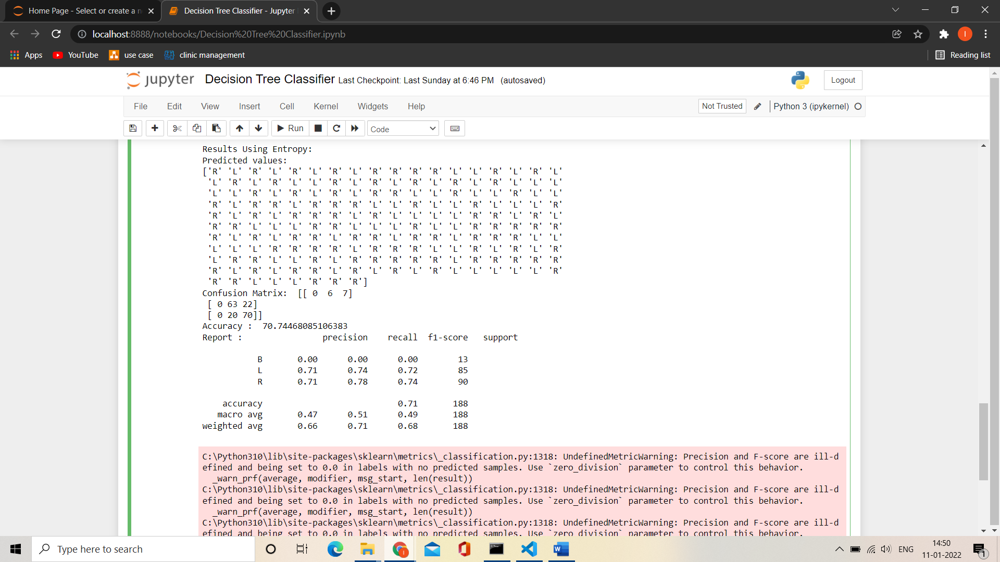 Home Page - Select or create a n
Decision Tree Classifier - Jupyter
localhost:8888/notebooks/Decision%20Tree%20Classifier.ipynb
Apps YouTube use case clinic management Reading list
jupyter Decision Tree Classifier Last Checkpoint: Last Sunday at 6:46 PM (autosaved) Logout
File Edit View Insert Cell Kernel Widgets Help Not Trusted Python 3 (ipykernel)
Run Code
Results Using Entropy:
Predicted values:
['R' 'L' 'R' 'L' 'R' 'L' 'R' 'L' 'R' 'R' 'R' 'R' 'L' 'L' 'R' 'L' 'R' 'L'
'L' 'R' 'L' 'R' 'L' 'L' 'R' 'L' 'R' 'L' 'R' 'L' 'R' 'L' 'R' 'L' 'L' 'L'
'L' 'L' 'R' 'L' 'R' 'L' 'R' 'L' 'R' 'R' 'L' 'L' 'R' 'L' 'L' 'R' 'L' 'L'
'R' 'L' 'R' 'R' 'L' 'R' 'R' 'R' 'L' 'L' 'R' 'L' 'L' 'R' 'L' 'L' 'L' 'R'
'R' 'L' 'R' 'L' 'R' 'R' 'R' 'L' 'R' 'L' 'L' 'L' 'L' 'R' 'R' 'L' 'R' 'L'
'R' 'R' 'L' 'L' 'L' 'R' 'R' 'L' 'L' 'L' 'R' 'L' 'L' 'R' 'R' 'R' 'R' 'R'
'R' 'L' 'R' 'L' 'R' 'R' 'L' 'R' 'R' 'L' 'R' 'R' 'L' 'R' 'R' 'R' 'L' 'L'
'L' 'L' 'L' 'R' 'R' 'R' 'R' 'L' 'R' 'R' 'R' 'L' 'L' 'R' 'L' 'R' 'L' 'R'
'L' 'R' 'R' 'L' 'L' 'R' 'L' 'R' 'R' 'R' 'R' 'R' 'L' 'R' 'R' 'R' 'R' 'R'
'R' 'L' 'R' 'L' 'R' 'R' 'L' 'R' 'L' 'R' 'L' 'R' 'L' 'L' 'L' 'L' 'L' 'R'
'R' 'R' 'L' 'L' 'L' 'R' 'R' 'R']
Confusion Matrix: [[ 0 6 7]
[ 0 63 22]
[ 0 20 70]]
Accuracy : 70.74468085106383
Report : precision recall f1-score support
B 0.00 0.00 0.00 13
L 0.71 0.74 0.72 85
R 0.71 0.78 0.74 90
accuracy 0.71 188
macro avg 0.47 0.51 0.49 188
weighted avg 0.66 0.71 0.68 188
C:\Python310\lib\site-packages\sklearn\metrics\_classification.py:1318: UndefinedMetricWarning: Precision and F-score are ill-d
efined and being set to 0.0 in labels with no predicted samples. Use `zero_division` parameter to control this behavior.
_warn_prf(average, modifier, msg_start, len(result))
C:\Python310\lib\site-packages\sklearn\metrics\_classification.py:1318: UndefinedMetricWarning: Precision and F-score are ill-d
efined and being set to 0.0 in labels with no predicted samples. Use `zero_division` parameter to control this behavior.
_warn_prf(average, modifier, msg_start, len(result))
C:\Python310\lib\site-packages\sklearn\metrics\_classification.py:1318: UndefinedMetricWarning: Precision and F-score are ill-d
efined and being set to 0.0 in labels with no predicted samples. Use `zero_division` parameter to control this behavior.
Type here to search
ENG
14:50
11-01-2022
1